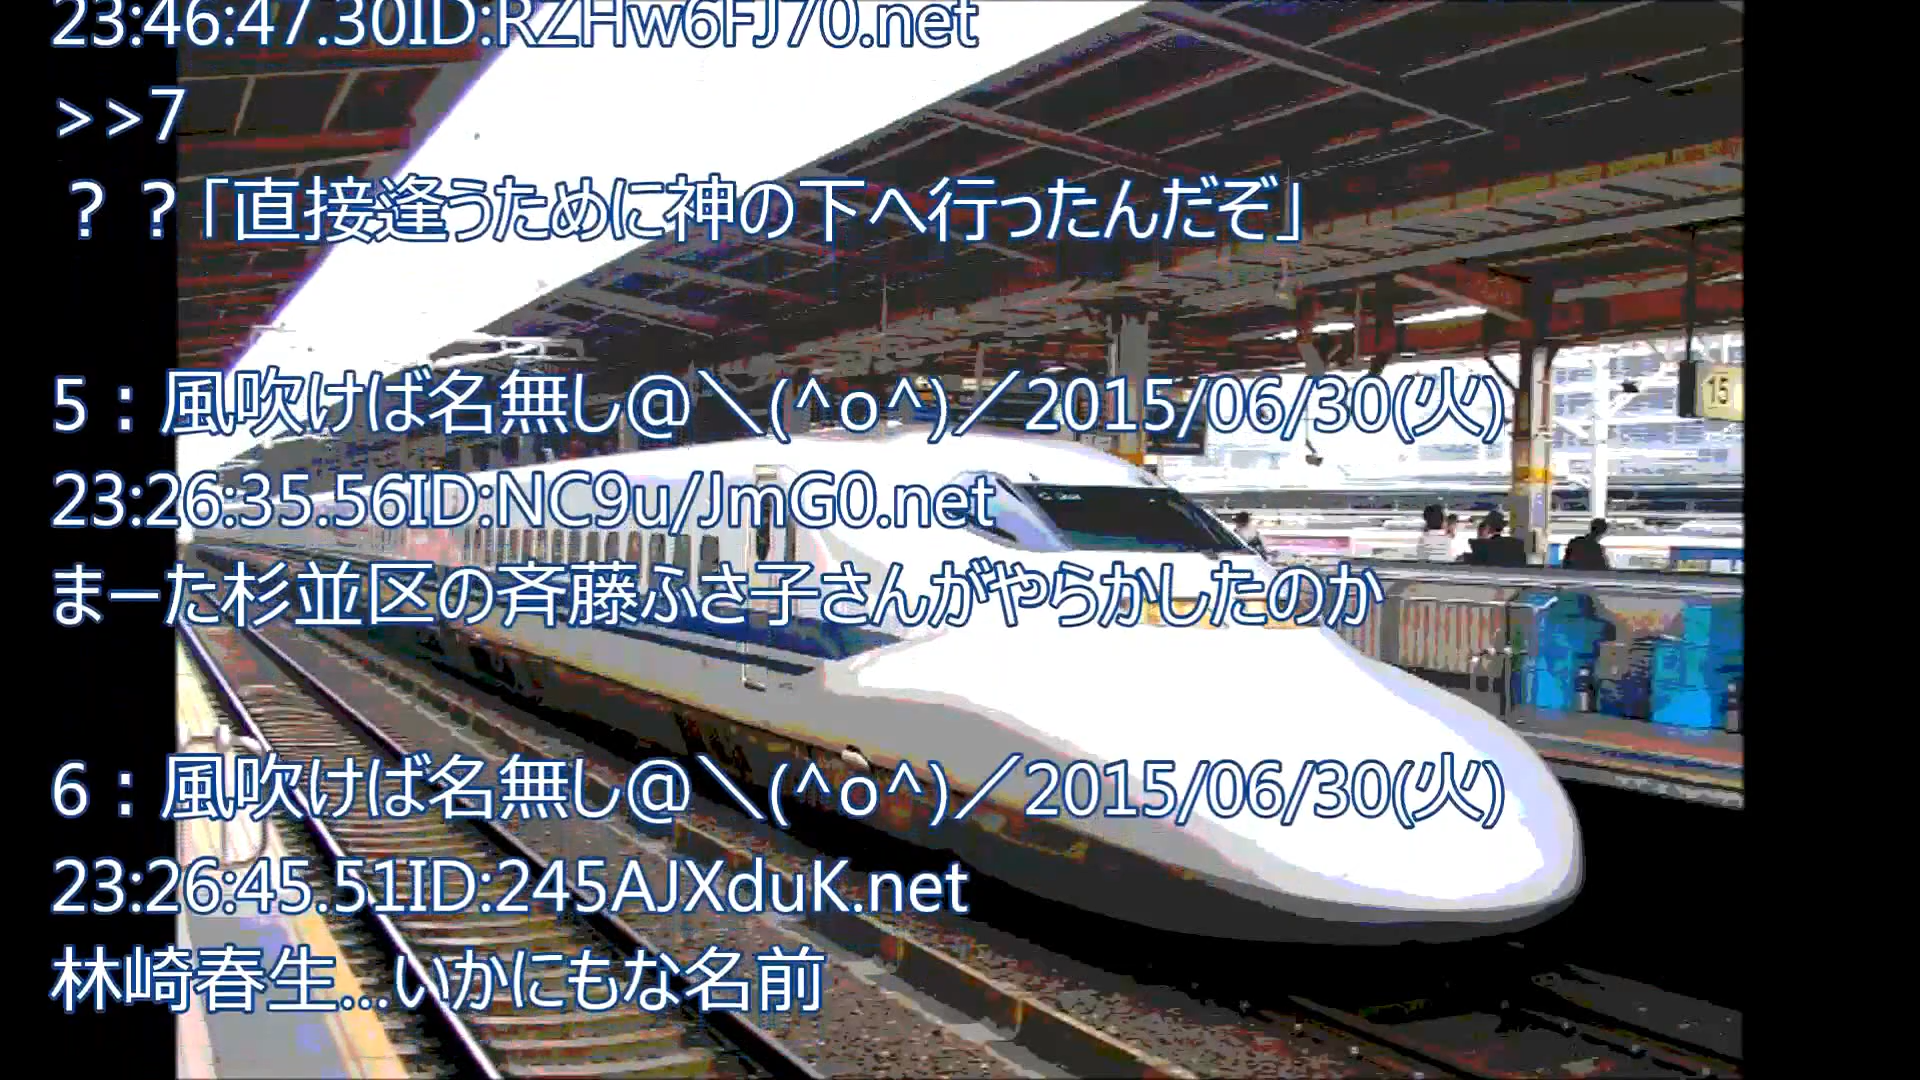 23:46:47.30ID:RZHw6FJ70.net
>>7
？？「直接逢うために神の下へ行ったんだぞ」
5：風吹けば名無し@＼(^o^)／2015/06/30(火)
23:26:35.56ID:NC9u/JmG0.net
まーた杉並区の斉藤ふさ子さんがやらかしたのか
6：風吹けば名無し@＼(^o^)／2015/06/30(火)
23:26:45.51ID:245AJXduK.net
林崎春生…いかにもな名前
15